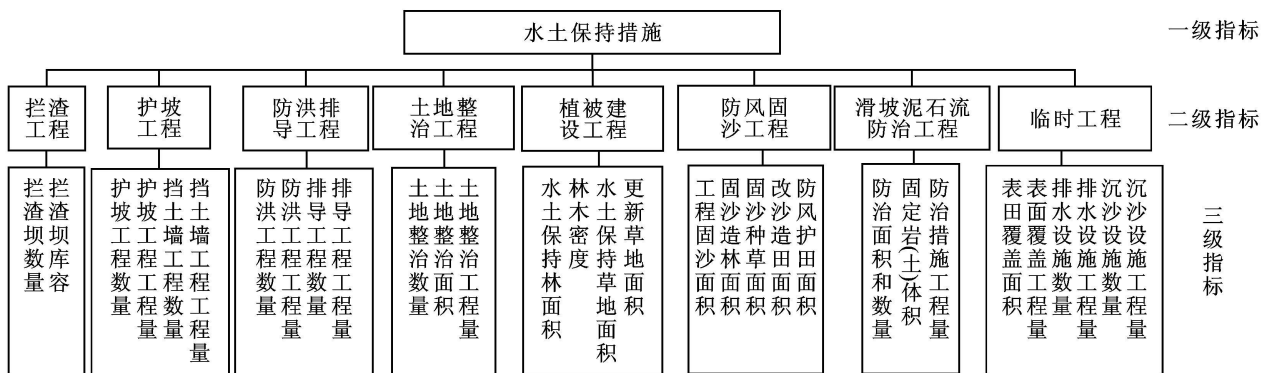 水土保持措施
一级指标
拦渣
工程
护坡
工程
防洪排
导工程
土地整
治工程
植被建
设工程
防风固
沙工程
滑坡泥石流
防治工程
临时工程
二级指标
拦渣坝数量
拦渣坝库容
护坡工程数量
护坡工程工程量
挡土墙工程数量
挡土墙工程工程量
防洪工程数量
防洪工程工程量
排导工程数量
排导工程工程量
土地整治数量
土地整治面积
土地整治工程量
水土保持林面积
林木密度
水土保持草地面积
更新草地面积
工程固沙面积
固沙造林面积
固沙种草面积
改沙造田面积
防风护田面积
防治面积和数量
固定岩(土)体积
防治措施工程量
表田覆盖面积
表面覆盖工程量
排水设施数量
排水设施工程量
沉沙设施数量
沉沙设施工程量
三级指标